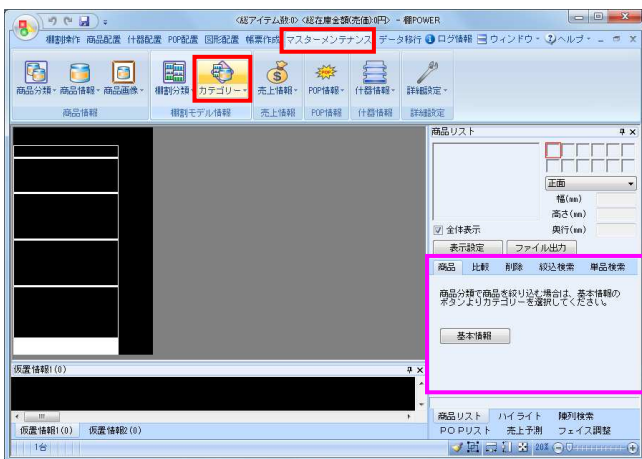 <総アイテム数:0> <総在庫金額(売価):0円> - 棚POWER
棚割操作 商品配置 什器配置 POP配置 図形配置 帳票作成 マスターメンテナンス データ移行 ログ情報 ウィンドウ ヘルプ
商品分類 商品情報 商品画像 棚割分類 カテゴリー 売上情報 POP情報 什器情報 詳細設定
商品情報 棚割モデル情報 売上情報 POP情報 什器情報 詳細設定
商品リスト
正面
幅(mm)
高さ(mm)
全体表示 奥行(mm)
表示設定 ファイル出力
商品 比較 削除 絞込検索 単品検索
商品分類で商品を絞り込む場合は、基本情報の
ボタンよりカテゴリーを選択してください。
基本情報
仮置情報1(0)
商品リスト ハイライト 陳列検索
仮置情報1(0) 仮置情報2(0)
POPリスト 売上予測 フェイス調整
1台
20%